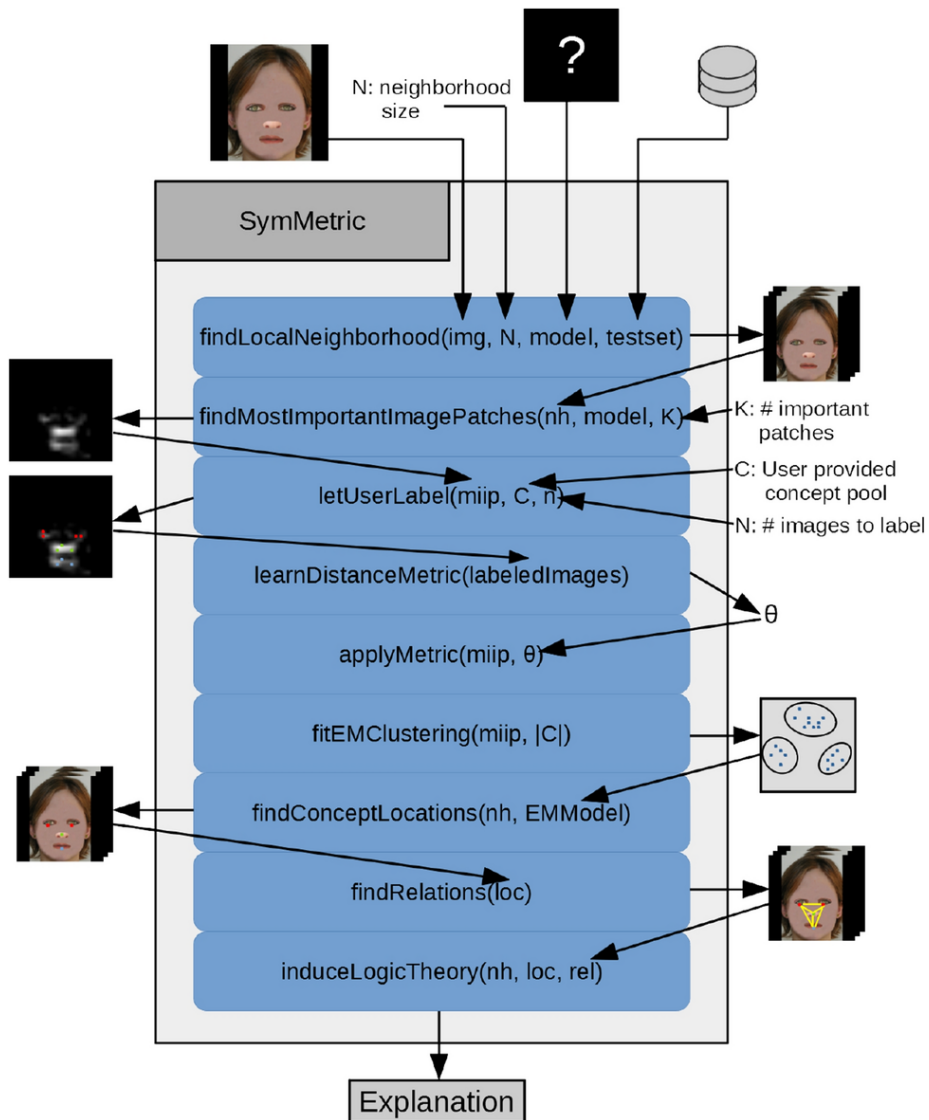 ?
N: neighborhood
size
SymMetric
findLocalNeighborhood(img, N, model, testset)
findMostImportantImagePatches(nh, model, K)
K: # important
patches
C: User provided
concept pool
letUserLabel(miip, C, n)
N: # images to label
learnDistanceMetric(labeledImages)
θ
applyMetric(miip, θ)
fitEMClustering(miip, |C|)
findConceptLocations(nh, EMModel)
findRelations(loc)
induceLogicTheory(nh, loc, rel)
Explanation